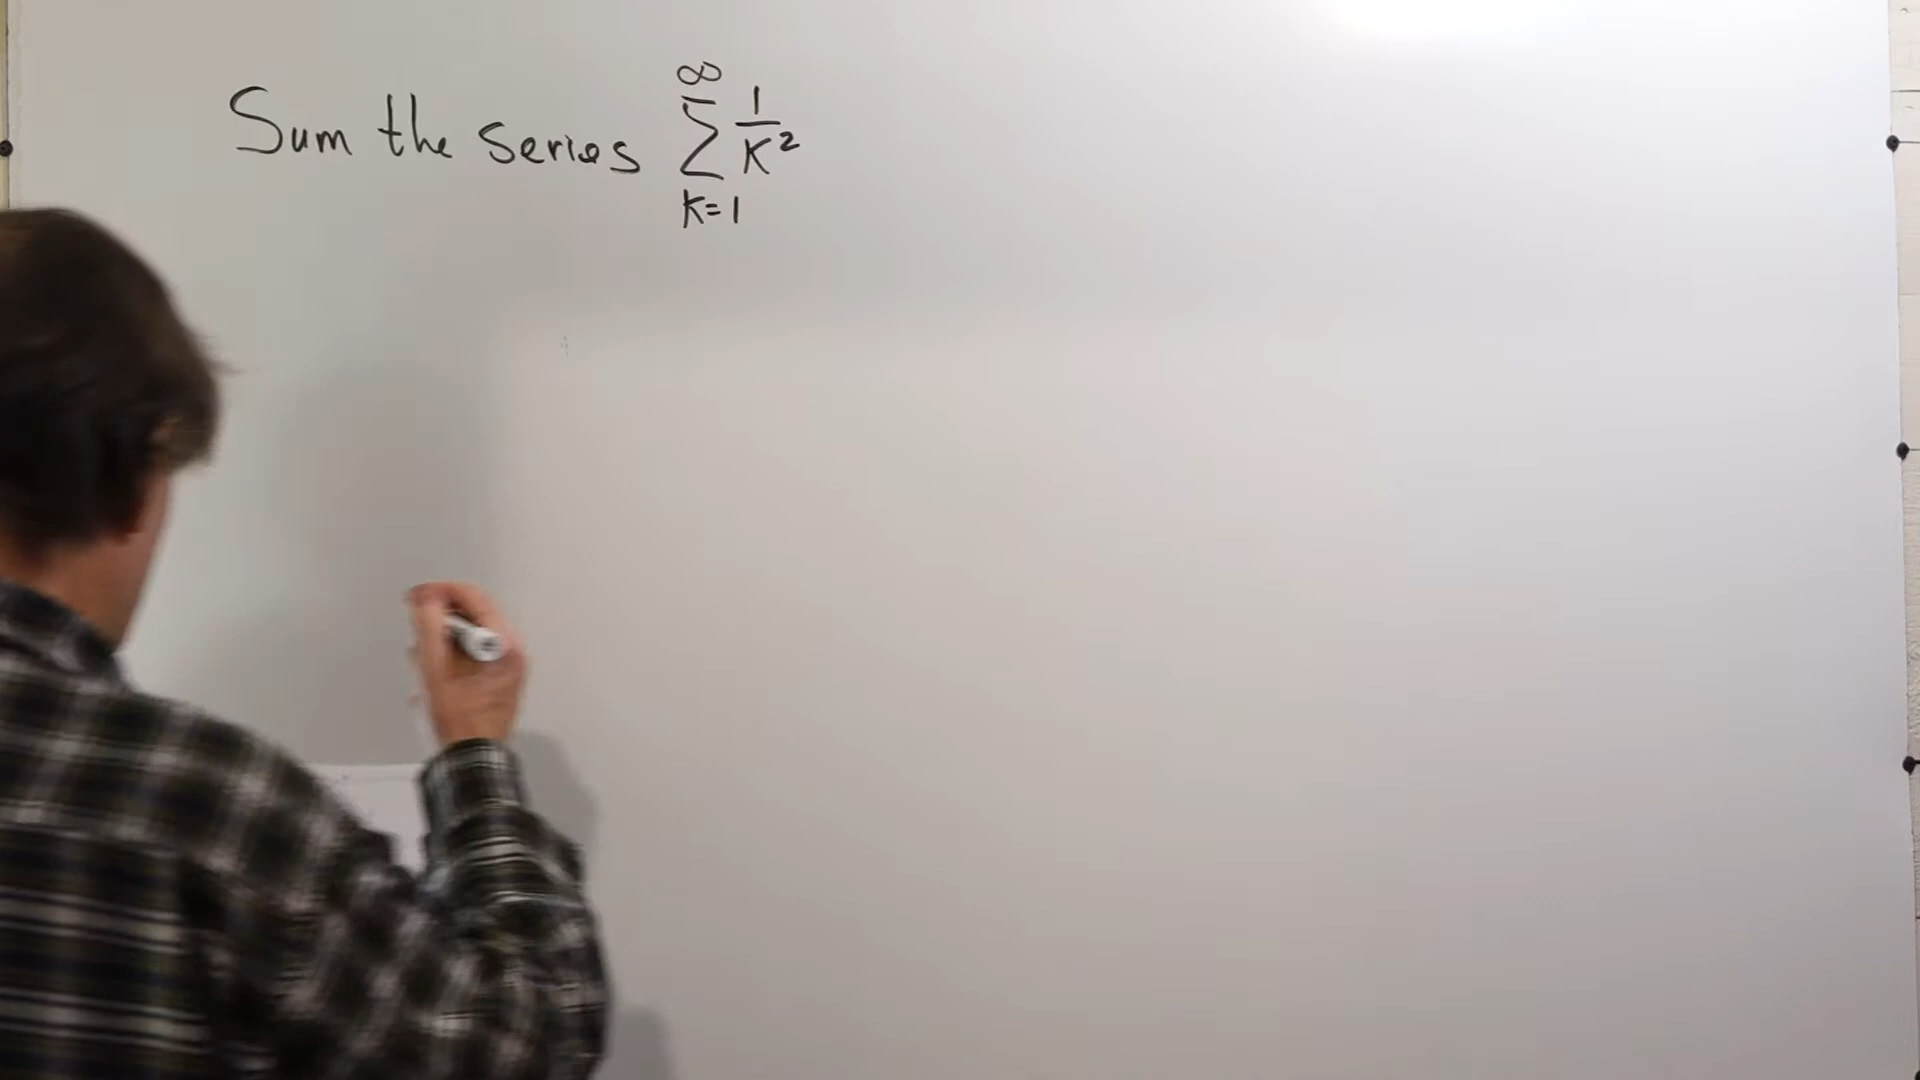 Sum the series ∞∑k=1 1/k²